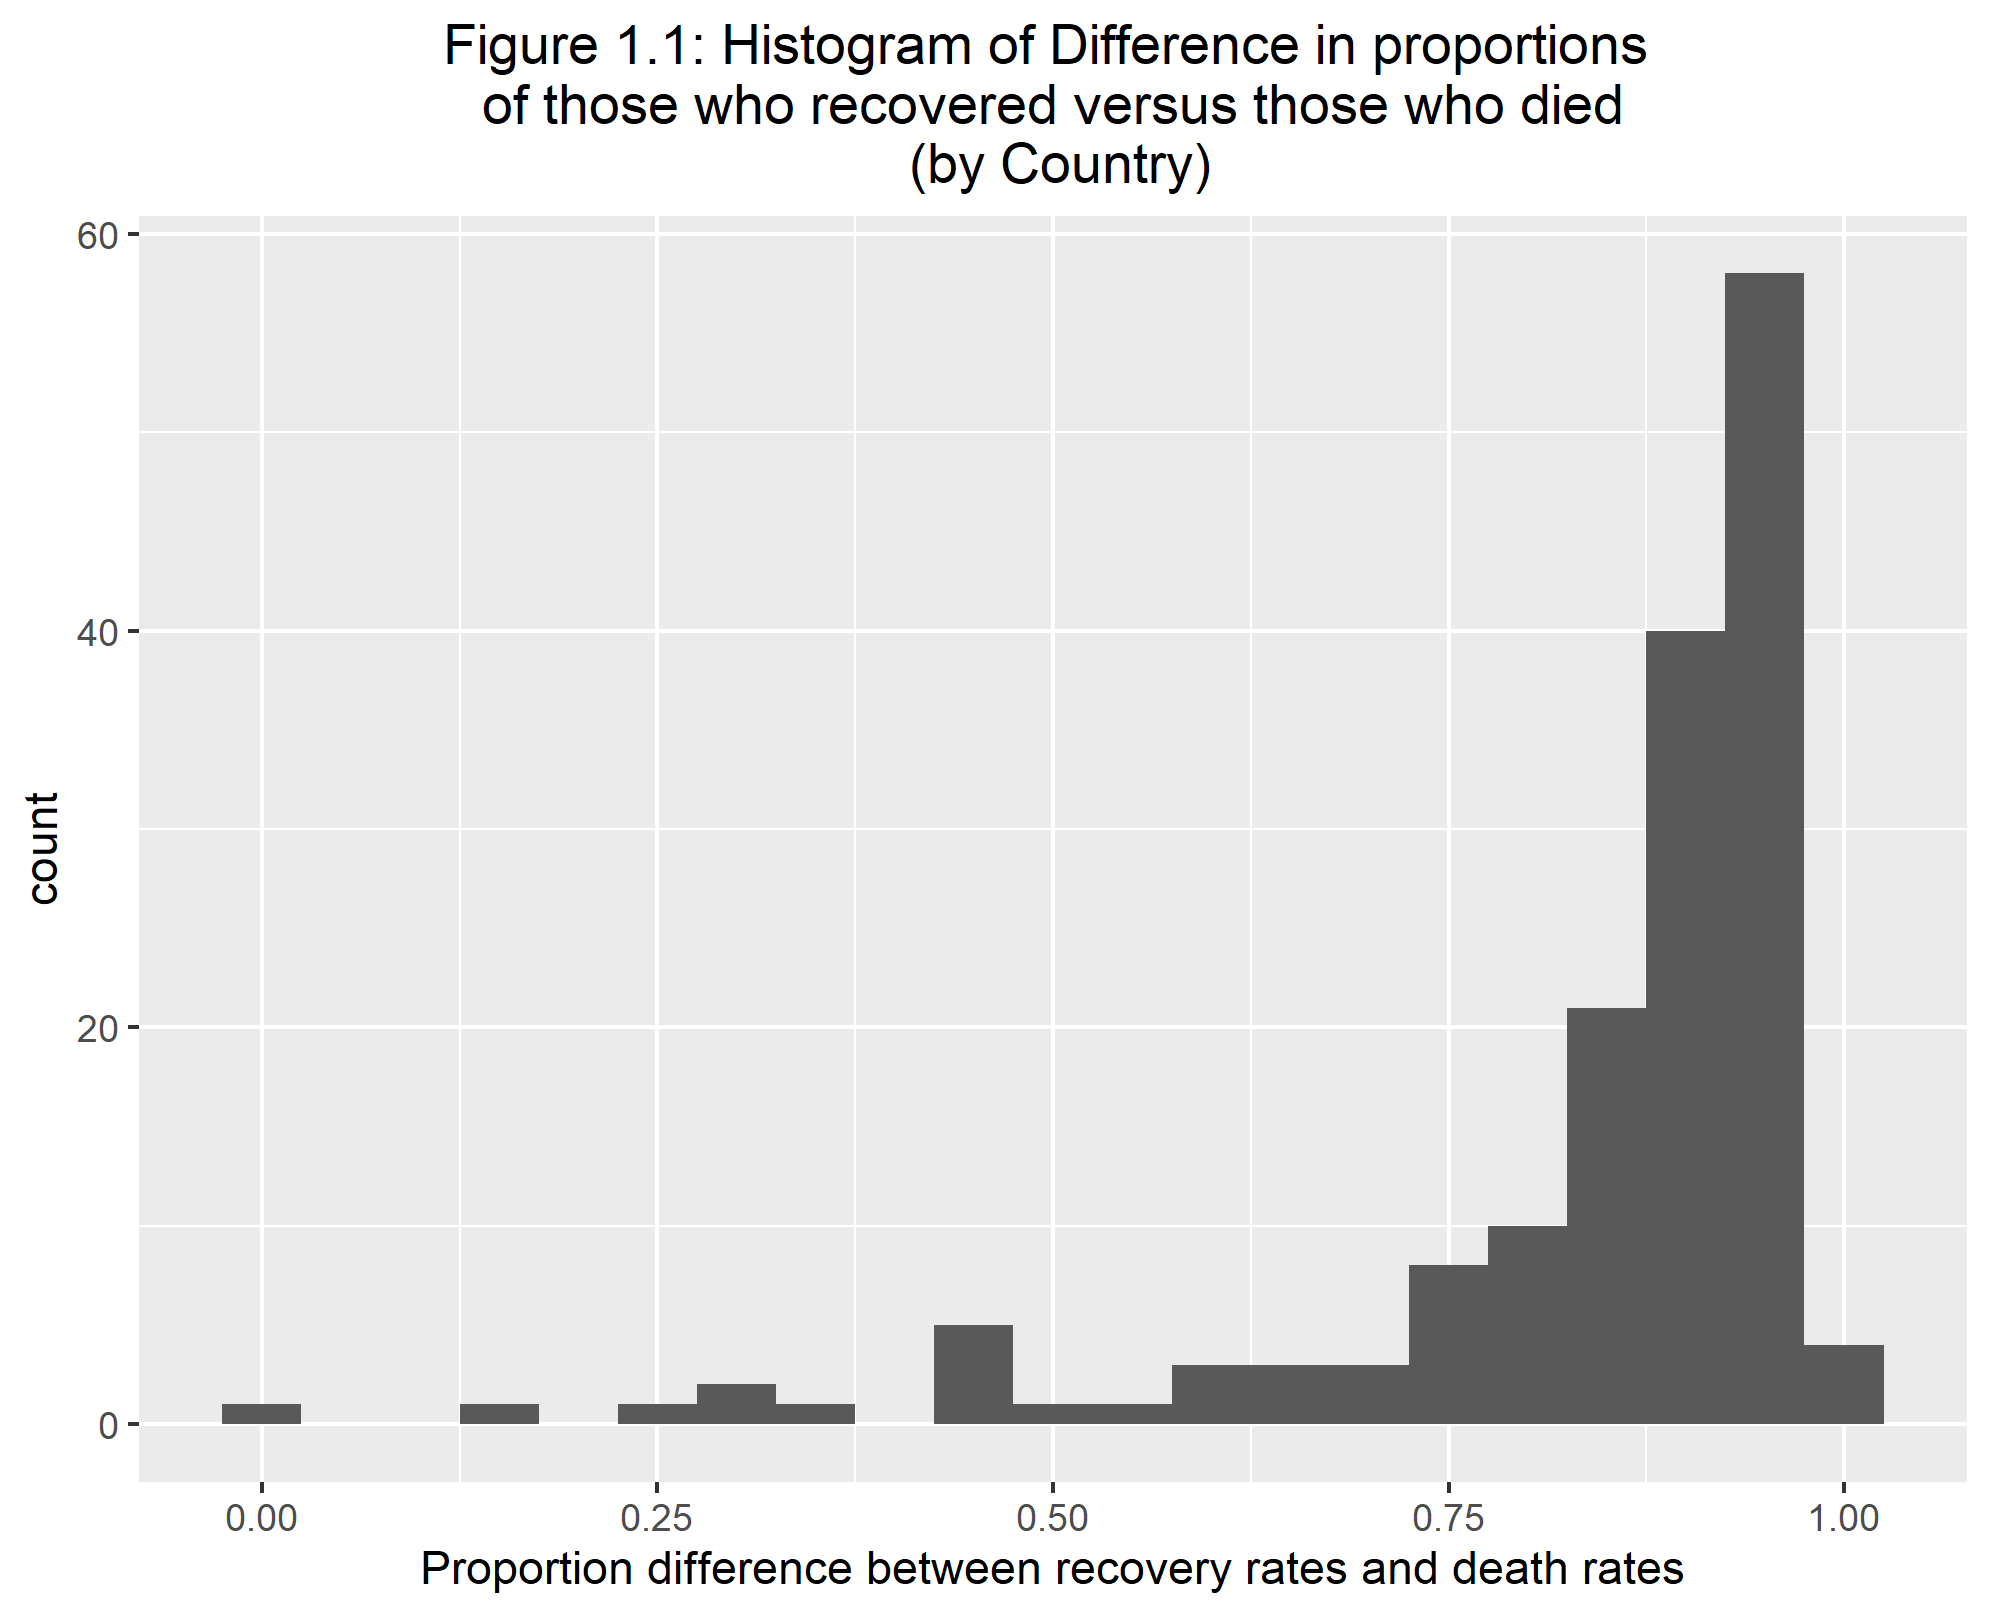 Figure 1.1: Histogram of Difference in proportions
of those who recovered versus those who died
(by Country)
60
40
20
0
count
0.00 0.25 0.50 0.75 1.00
Proportion difference between recovery rates and death rates